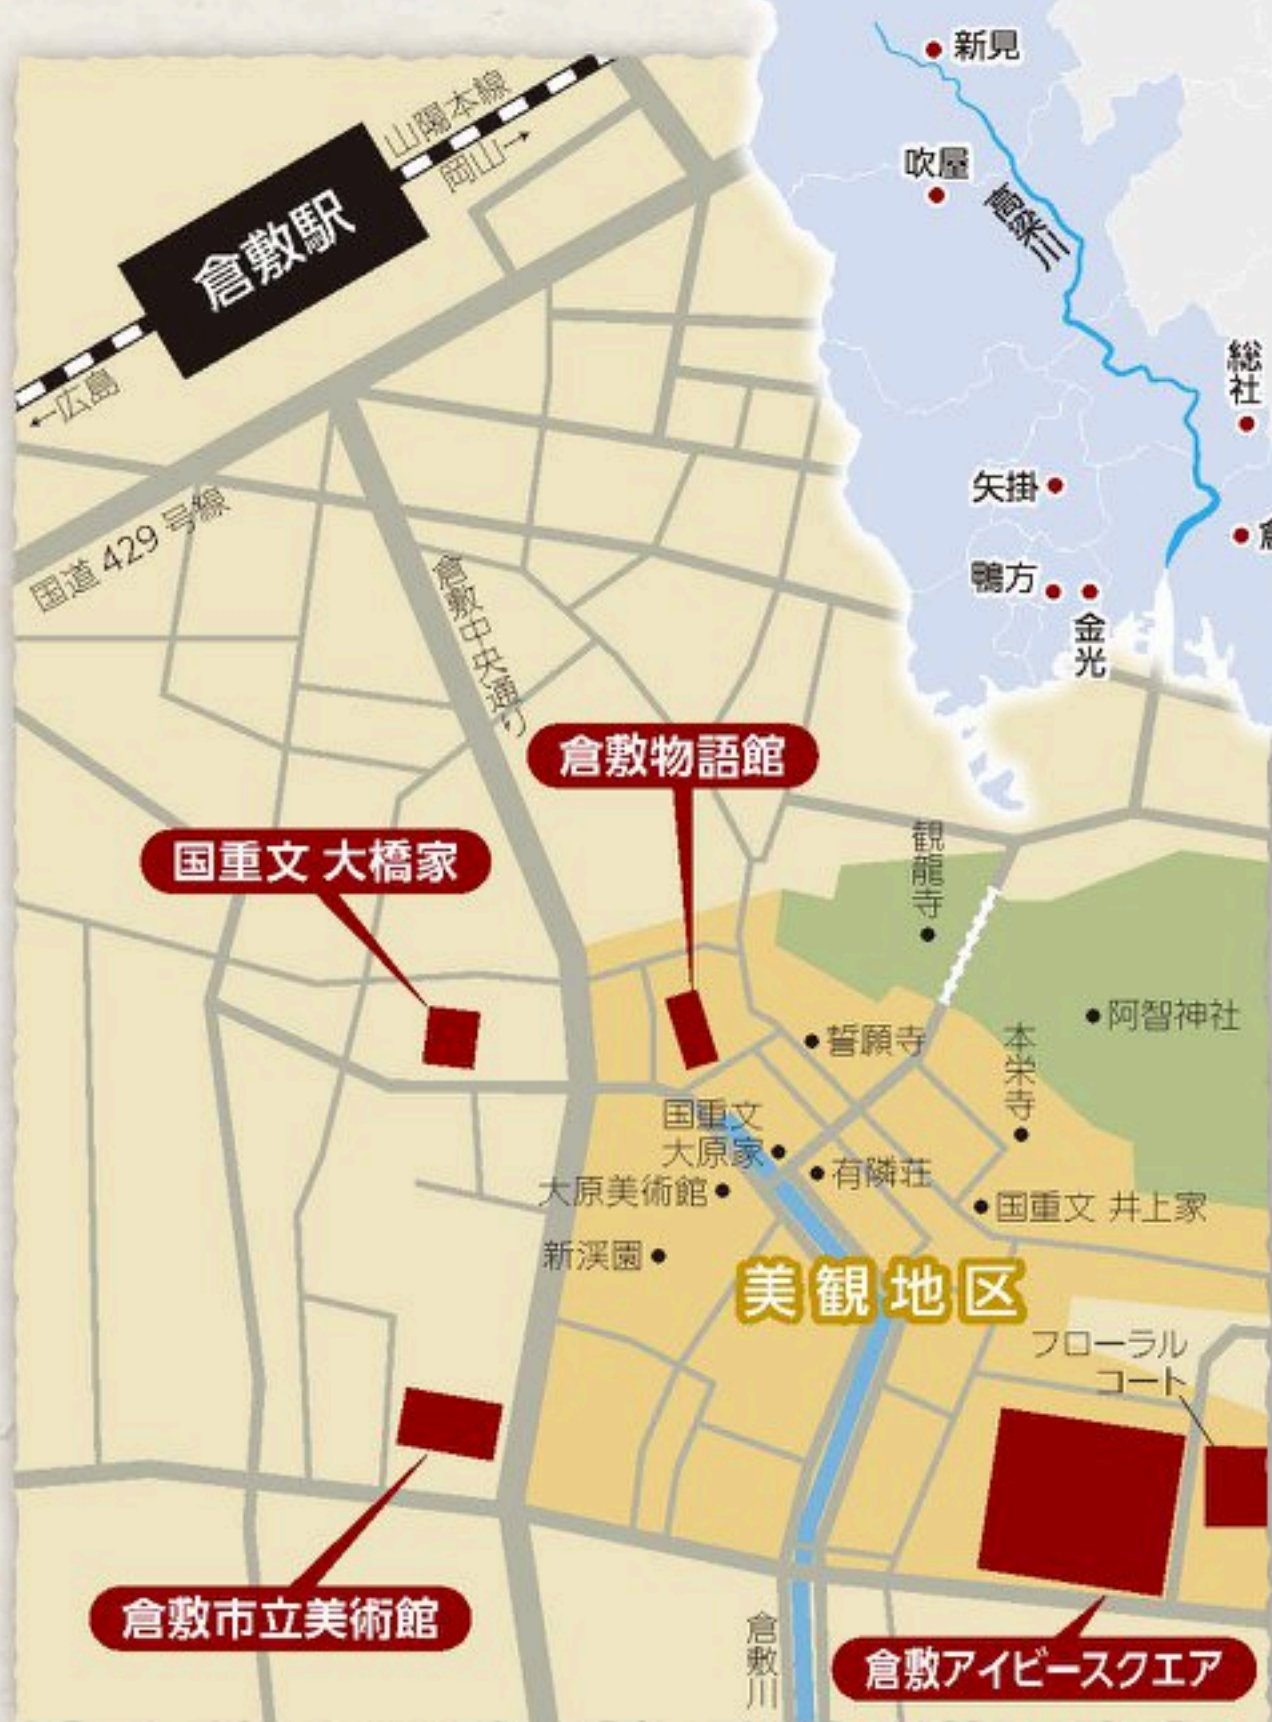 新見
吹屋
高梁川
総社
矢掛
鴨方
金光
山陽本線
岡山→
倉敷駅
←広島
国道 429 号線
倉敷中央通り
倉敷物語館
国重文 大橋家
観龍寺
阿智神社
誓願寺
本栄寺
国重文
大原家
有隣荘
大原美術館
国重文 井上家
新渓園
美観地区
フローラル
コート
倉敷市立美術館
倉敷川
倉敷アイビースクエア